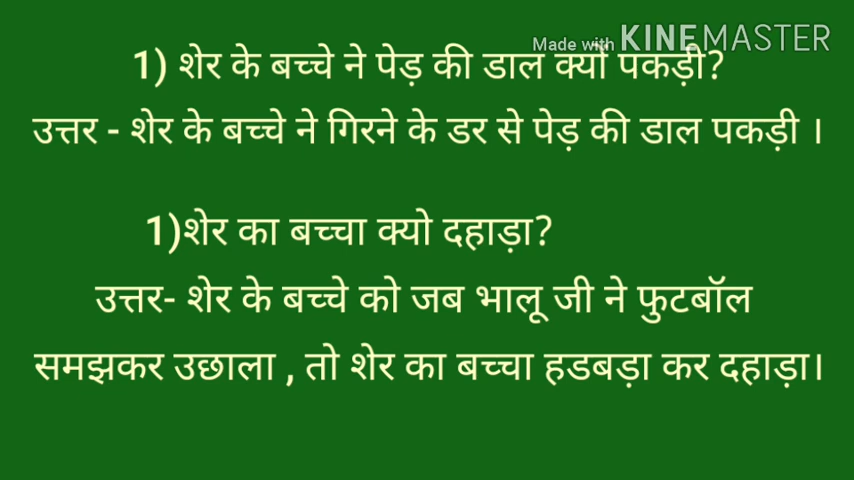 Made with KINEMASTER
1) शेर के बच्चे ने पेड़ की डाल क्यों पकड़ी?
उत्तर - शेर के बच्चे ने गिरने के डर से पेड़ की डाल पकड़ी ।
1)शेर का बच्चा क्यो दहाड़ा?
उत्तर- शेर के बच्चे को जब भालू जी ने फुटबॉल
समझकर उछाला , तो शेर का बच्चा हडबड़ा कर दहाड़ा।